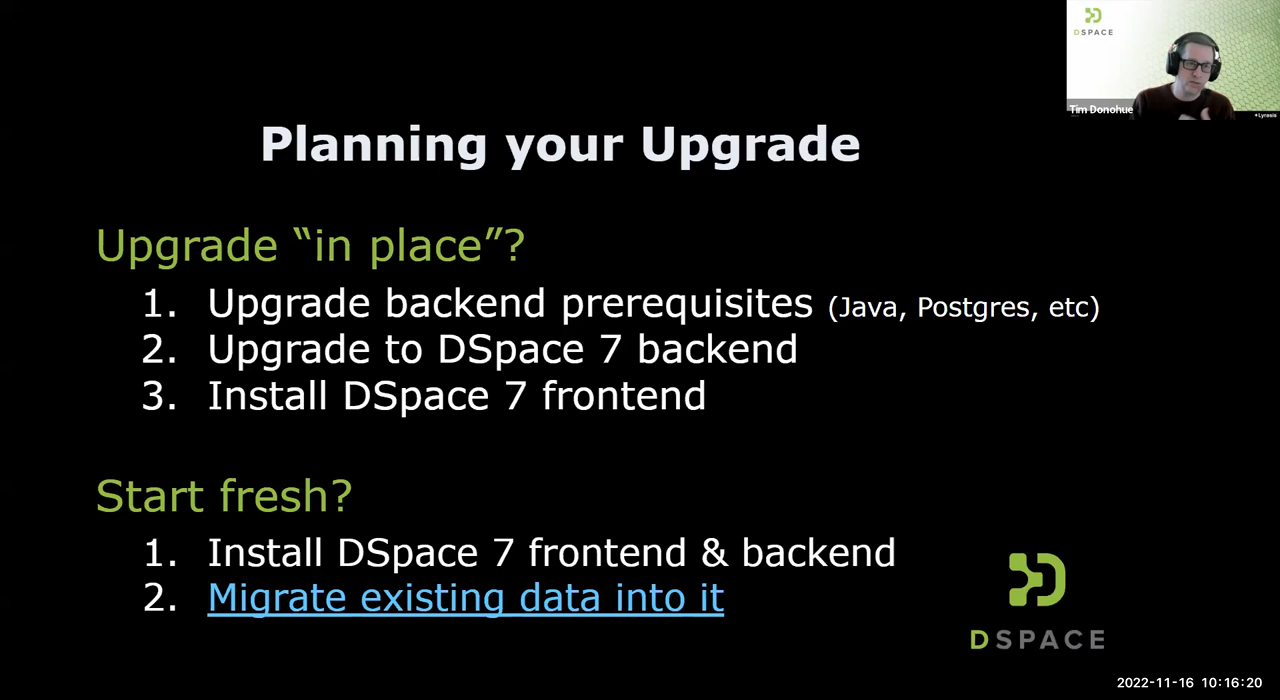 DSPACE
Tim Donohue
Lyrasis
Planning your Upgrade
Upgrade “in place”?
1. Upgrade backend prerequisites (Java, Postgres, etc)
2. Upgrade to DSpace 7 backend
3. Install DSpace 7 frontend
Start fresh?
1. Install DSpace 7 frontend & backend
2. Migrate existing data into it
DSPACE
2022-11-16 10:16:20